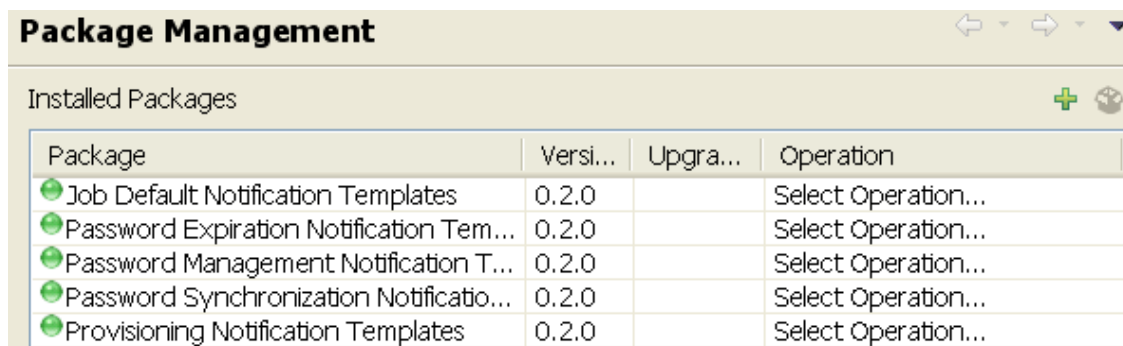 Package Management
Installed Packages
Package Versi... Upgra... Operation
Job Default Notification Templates 0.2.0 Select Operation...
Password Expiration Notification Tem... 0.2.0 Select Operation...
Password Management Notification T... 0.2.0 Select Operation...
Password Synchronization Notificatio... 0.2.0 Select Operation...
Provisioning Notification Templates 0.2.0 Select Operation...